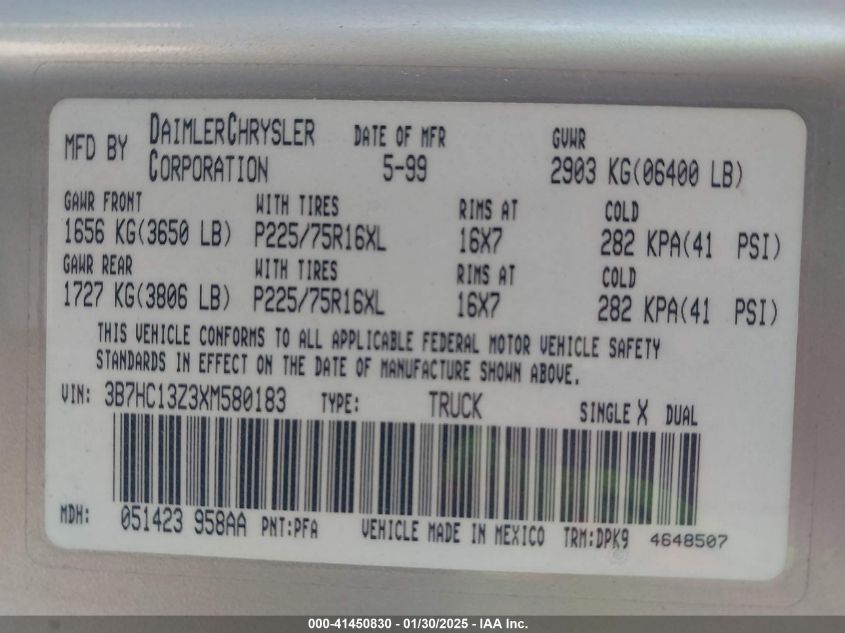 MFD BY DAIMLERCHRYSLER CORPORATION DATE OF MFR 5-99 GVWR 2903 KG(06400 LB)
GAWR FRONT WITH TIRES RIMS AT COLD
1656 KG(3650 LB) P225/75R16XL 16X7 282 KPA(41 PSI)
GAWR REAR WITH TIRES RIMS AT COLD
1727 KG(3806 LB) P225/75R16XL 16X7 282 KPA(41 PSI)
THIS VEHICLE CONFORMS TO ALL APPLICABLE FEDERAL MOTOR VEHICLE SAFETY
STANDARDS IN EFFECT ON THE DATE OF MANUFACTURE SHOWN ABOVE.
VIN: 3B7HC13Z3XM580183 TYPE: TRUCK SINGLE X DUAL
MDH: 051423 958AA PNT:PFA VEHICLE MADE IN MEXICO TRM:DPK9 4648507
000-41450830 - 01/30/2025 - IAA Inc.